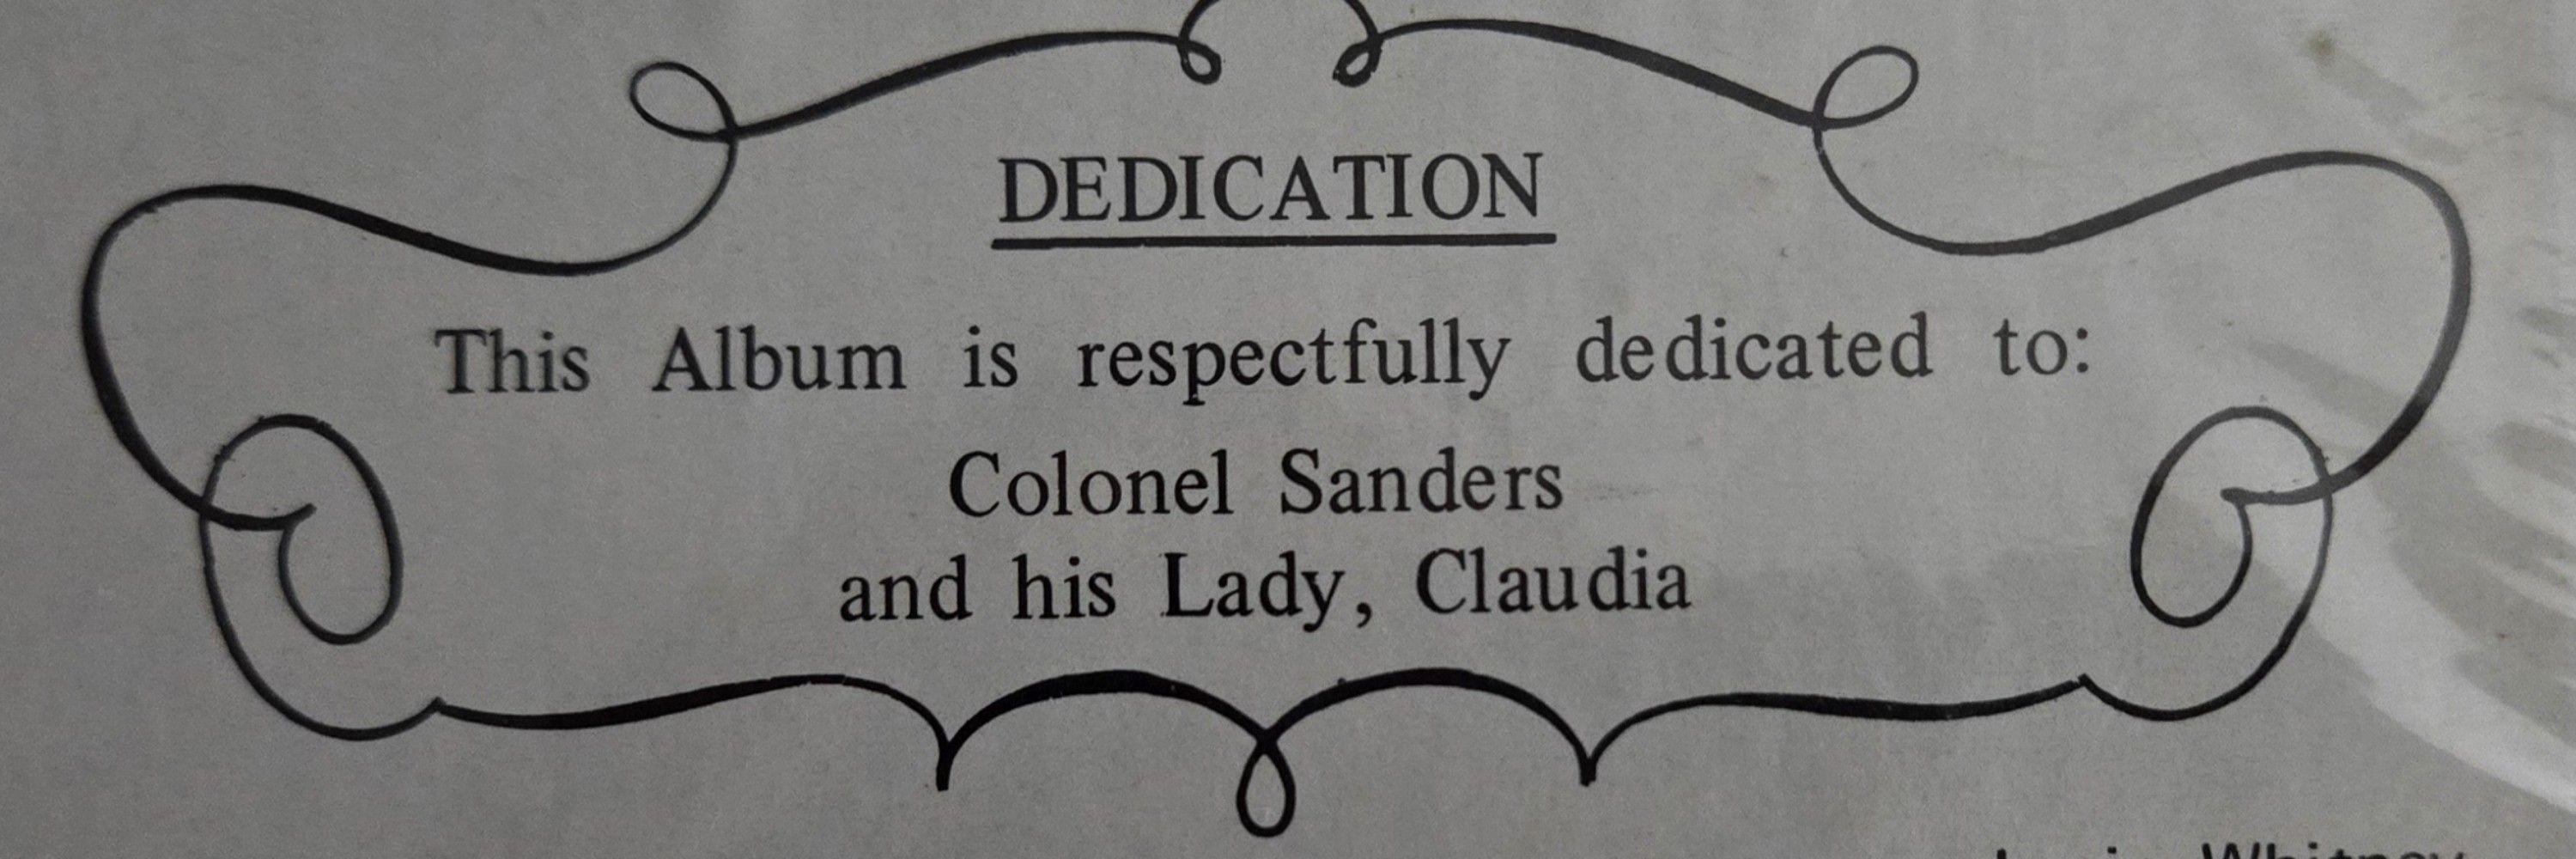 DEDICATION
This Album is respectfully dedicated to:
Colonel Sanders
and his Lady, Claudia